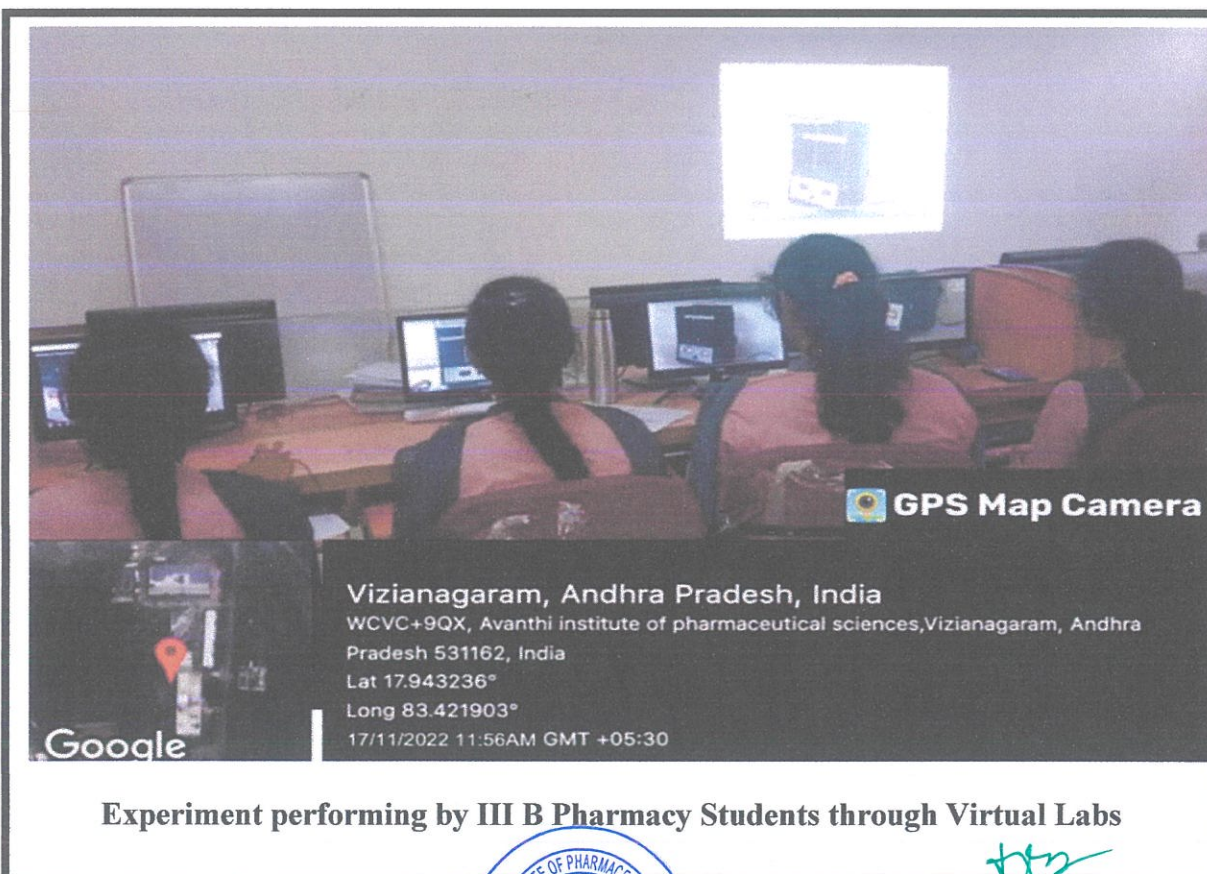 GPS Map Camera
Vizianagaram, Andhra Pradesh, India
WCVC+9QX, Avanthi institute of pharmaceutical sciences,Vizianagaram, Andhra
Pradesh 531162, India
Lat 17.943236°
Long 83.421903°
17/11/2022 11:56AM GMT +05:30
Google
Experiment performing by III B Pharmacy Students through Virtual Labs
OF PHARMAC